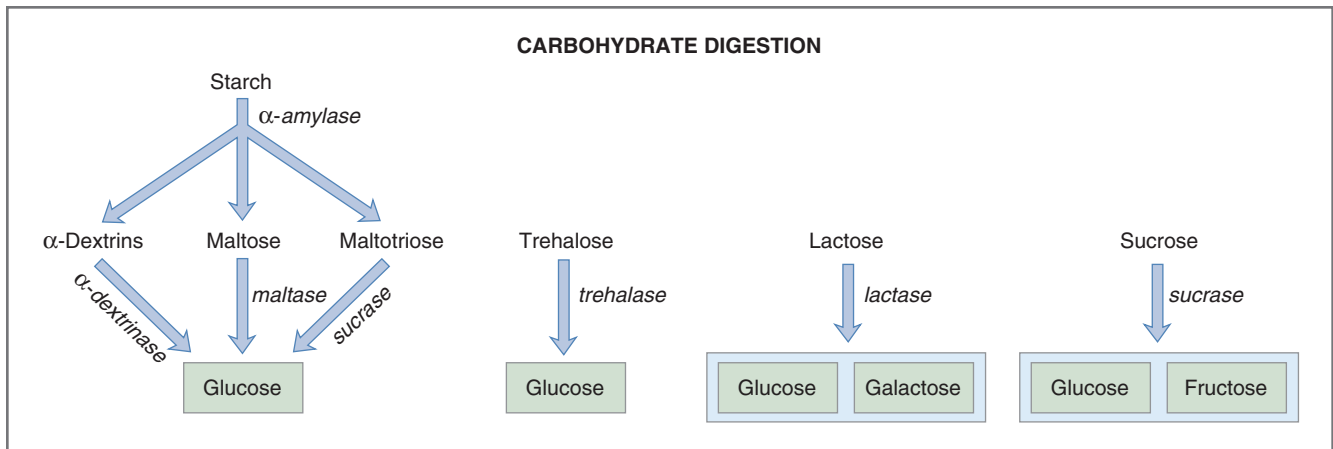 CARBOHYDRATE DIGESTION
Starch
α-amylase
α-Dextrins
Maltose
Maltotriose
Trehalose
Lactose
Sucrose
α-dextrinase
maltase
sucrase
trehalase
lactase
sucrase
Glucose
Glucose
Glucose
Galactose
Glucose
Fructose